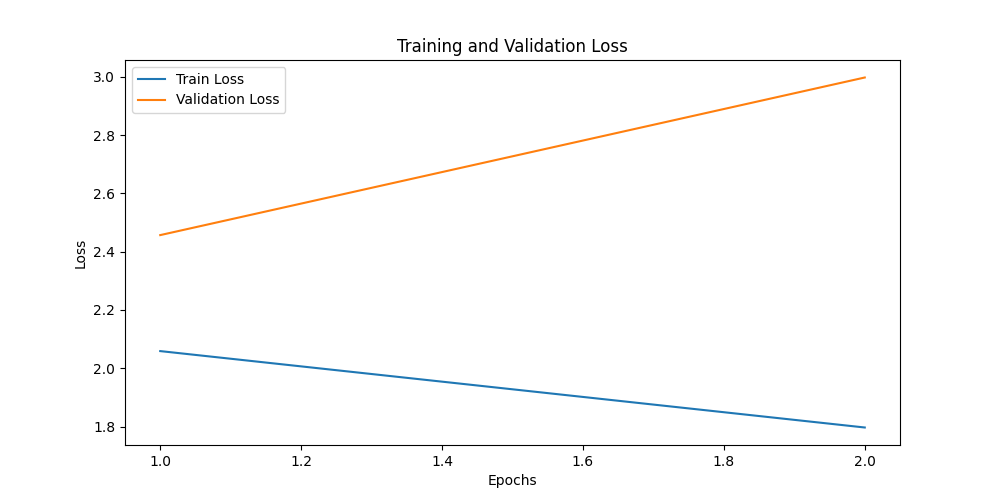 Training and Validation Loss
Train Loss
Validation Loss
3.0
2.8
2.6
2.4
2.2
2.0
1.8
Loss
1.0 1.2 1.4 1.6 1.8 2.0
Epochs